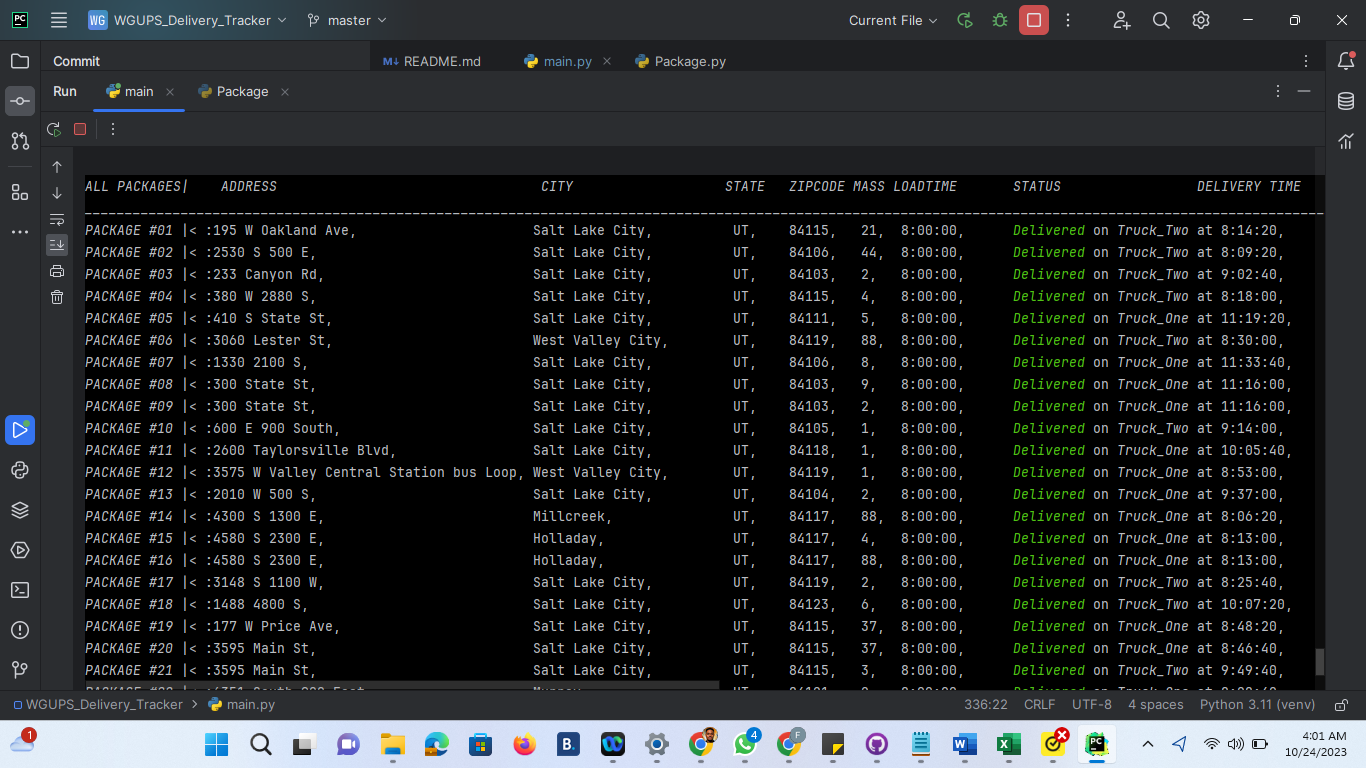 PC WG WGUPS_Delivery_Tracker master Current File
Commit README.md main.py Package.py
Run main Package
ALL PACKAGES| ADDRESS CITY STATE ZIPCODE MASS LOADTIME STATUS DELIVERY TIME
PACKAGE #01 |< :195 W Oakland Ave, Salt Lake City, UT, 84115, 21, 8:00:00, Delivered on Truck_Two at 8:14:20,
PACKAGE #02 |< :2530 S 500 E, Salt Lake City, UT, 84106, 44, 8:00:00, Delivered on Truck_Two at 8:09:20,
PACKAGE #03 |< :233 Canyon Rd, Salt Lake City, UT, 84103, 2, 8:00:00, Delivered on Truck_Two at 9:02:40,
PACKAGE #04 |< :380 W 2880 S, Salt Lake City, UT, 84115, 4, 8:00:00, Delivered on Truck_Two at 8:18:00,
PACKAGE #05 |< :410 S State St, Salt Lake City, UT, 84111, 5, 8:00:00, Delivered on Truck_One at 11:19:20,
PACKAGE #06 |< :3060 Lester St, West Valley City, UT, 84119, 88, 8:00:00, Delivered on Truck_Two at 8:30:00,
PACKAGE #07 |< :1330 2100 S, Salt Lake City, UT, 84106, 8, 8:00:00, Delivered on Truck_One at 11:33:40,
PACKAGE #08 |< :300 State St, Salt Lake City, UT, 84103, 9, 8:00:00, Delivered on Truck_One at 11:16:00,
PACKAGE #09 |< :300 State St, Salt Lake City, UT, 84103, 2, 8:00:00, Delivered on Truck_One at 11:16:00,
PACKAGE #10 |< :600 E 900 South, Salt Lake City, UT, 84105, 1, 8:00:00, Delivered on Truck_Two at 9:14:00,
PACKAGE #11 |< :2600 Taylorsville Blvd, Salt Lake City, UT, 84118, 1, 8:00:00, Delivered on Truck_One at 10:05:40,
PACKAGE #12 |< :3575 W Valley Central Station bus Loop, West Valley City, UT, 84119, 1, 8:00:00, Delivered on Truck_Two at 8:53:00,
PACKAGE #13 |< :2010 W 500 S, Salt Lake City, UT, 84104, 2, 8:00:00, Delivered on Truck_One at 9:37:00,
PACKAGE #14 |< :4300 S 1300 E, Millcreek, UT, 84117, 88, 8:00:00, Delivered on Truck_One at 8:06:20,
PACKAGE #15 |< :4580 S 2300 E, Holladay, UT, 84117, 4, 8:00:00, Delivered on Truck_One at 8:13:00,
PACKAGE #16 |< :4580 S 2300 E, Holladay, UT, 84117, 88, 8:00:00, Delivered on Truck_One at 8:13:00,
PACKAGE #17 |< :3148 S 1100 W, Salt Lake City, UT, 84119, 2, 8:00:00, Delivered on Truck_Two at 8:25:40,
PACKAGE #18 |< :1488 4800 S, Salt Lake City, UT, 84123, 6, 8:00:00, Delivered on Truck_Two at 10:07:20,
PACKAGE #19 |< :177 W Price Ave, Salt Lake City, UT, 84115, 37, 8:00:00, Delivered on Truck_One at 8:48:20,
PACKAGE #20 |< :3595 Main St, Salt Lake City, UT, 84115, 37, 8:00:00, Delivered on Truck_One at 8:46:40,
PACKAGE #21 |< :3595 Main St, Salt Lake City, UT, 84115, 3, 8:00:00, Delivered on Truck_Two at 9:49:40,
WGUPS_Delivery_Tracker > main.py 336:22 CRLF UTF-8 4 spaces Python 3.11 (venv)
1 B. 4 F W X PC 4:01 AM
10/24/2023